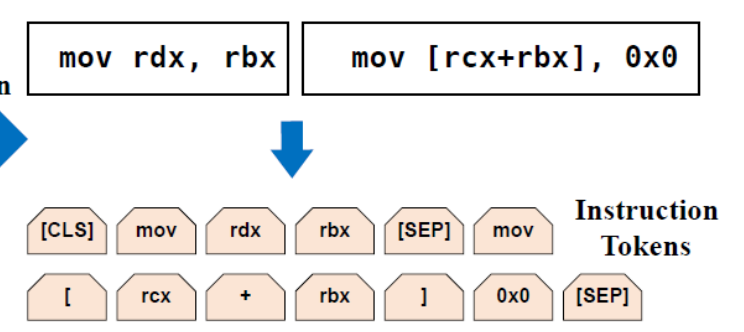 mov rdx, rbx
mov [rcx+rbx], 0x0
n
[CLS] mov rdx rbx [SEP] mov
Instruction
Tokens
[ rcx + rbx ] 0x0 [SEP]